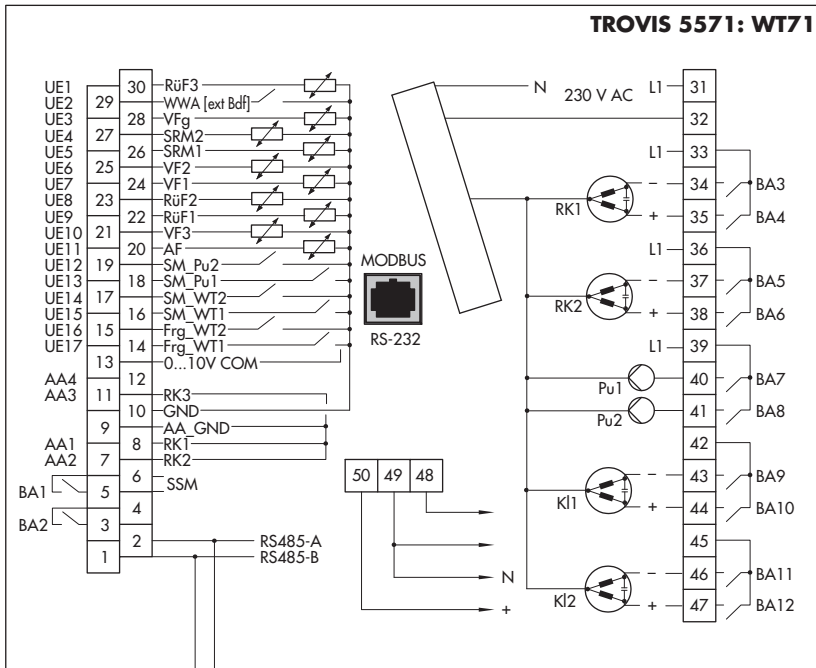 TROVIS 5571: WT71
UE1 30 RüF3
UE2 29 WWA [ext Bdf]
UE3 28 VFg
UE4 27 SRM2
UE5 26 SRM1
UE6 25 VF2
UE7 24 VF1
UE8 23 RüF2
UE9 22 RüF1
UE10 21 VF3
UE11 20 AF
UE12 19 SM_Pu2
UE13 18 SM_Pu1
UE14 17 SM_WT2
UE15 16 SM_WT1
UE16 15 Frg_WT2
UE17 14 Frg_WT1
13 0...10V COM
AA4 12
AA3 11 RK3
10 GND
9 AA_GND
AA1 8 RK1
AA2 7 RK2
6 SSM
BA1 5
4
BA2 3
2 RS485-A
1 RS485-B
MODBUS
RS-232
50 49 48
N
+
N 230 V AC L1 31
32
L1 33
RK1 − 34 BA3
+ 35 BA4
L1 36
RK2 − 37 BA5
+ 38 BA6
L1 39
Pu1 40 BA7
Pu2 41 BA8
42
Kl1 − 43 BA9
+ 44 BA10
45
Kl2 − 46 BA11
+ 47 BA12